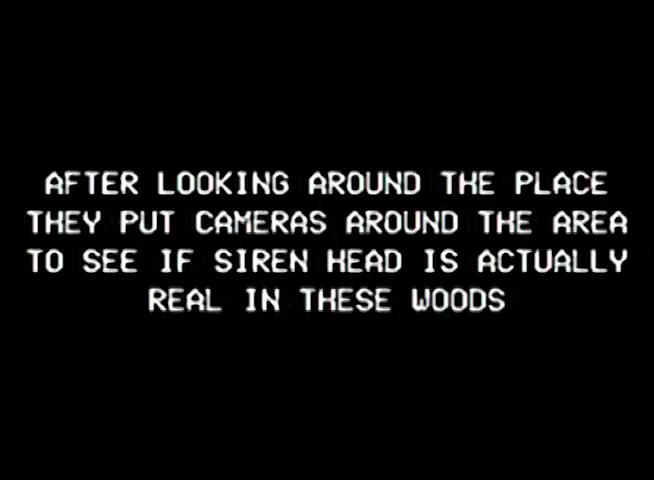 AFTER LOOKING AROUND THE PLACE
THEY PUT CAMERAS AROUND THE AREA
TO SEE IF SIREN HEAD IS ACTUALLY
REAL IN THESE WOODS